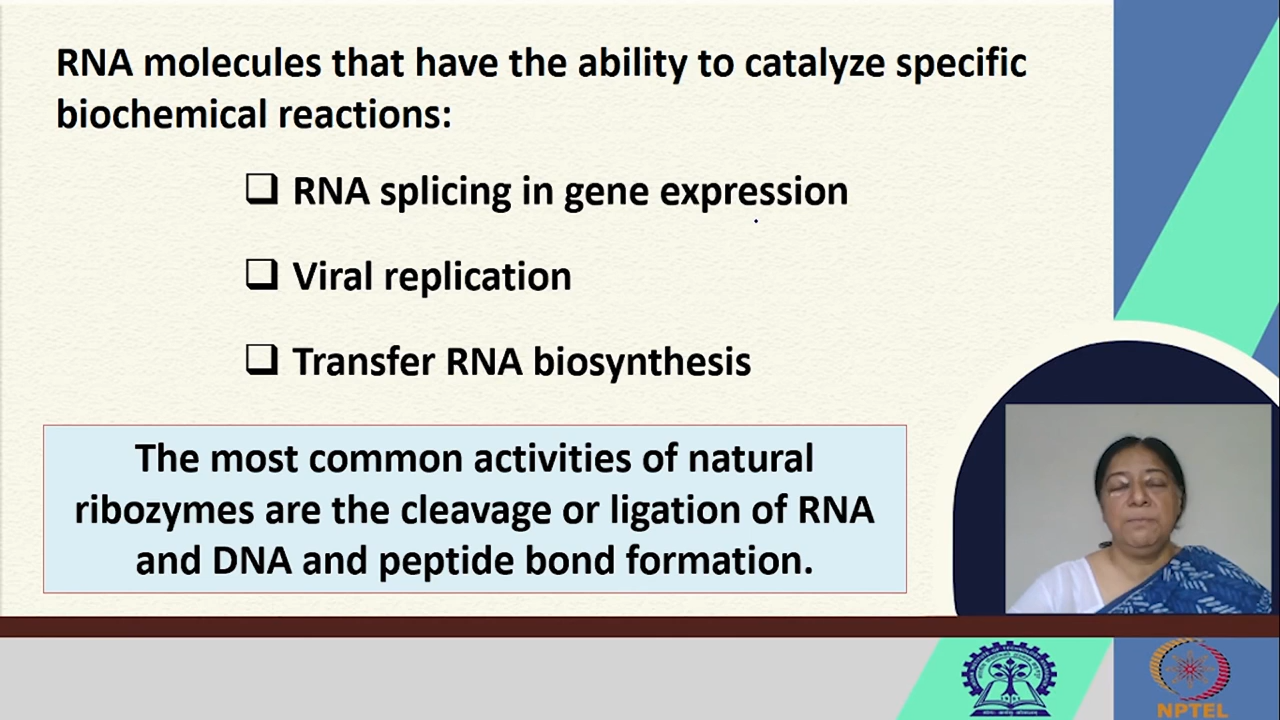 RNA molecules that have the ability to catalyze specific
biochemical reactions:
❑ RNA splicing in gene expression
❑ Viral replication
❑ Transfer RNA biosynthesis
The most common activities of natural
ribozymes are the cleavage or ligation of RNA
and DNA and peptide bond formation.
NPTEL